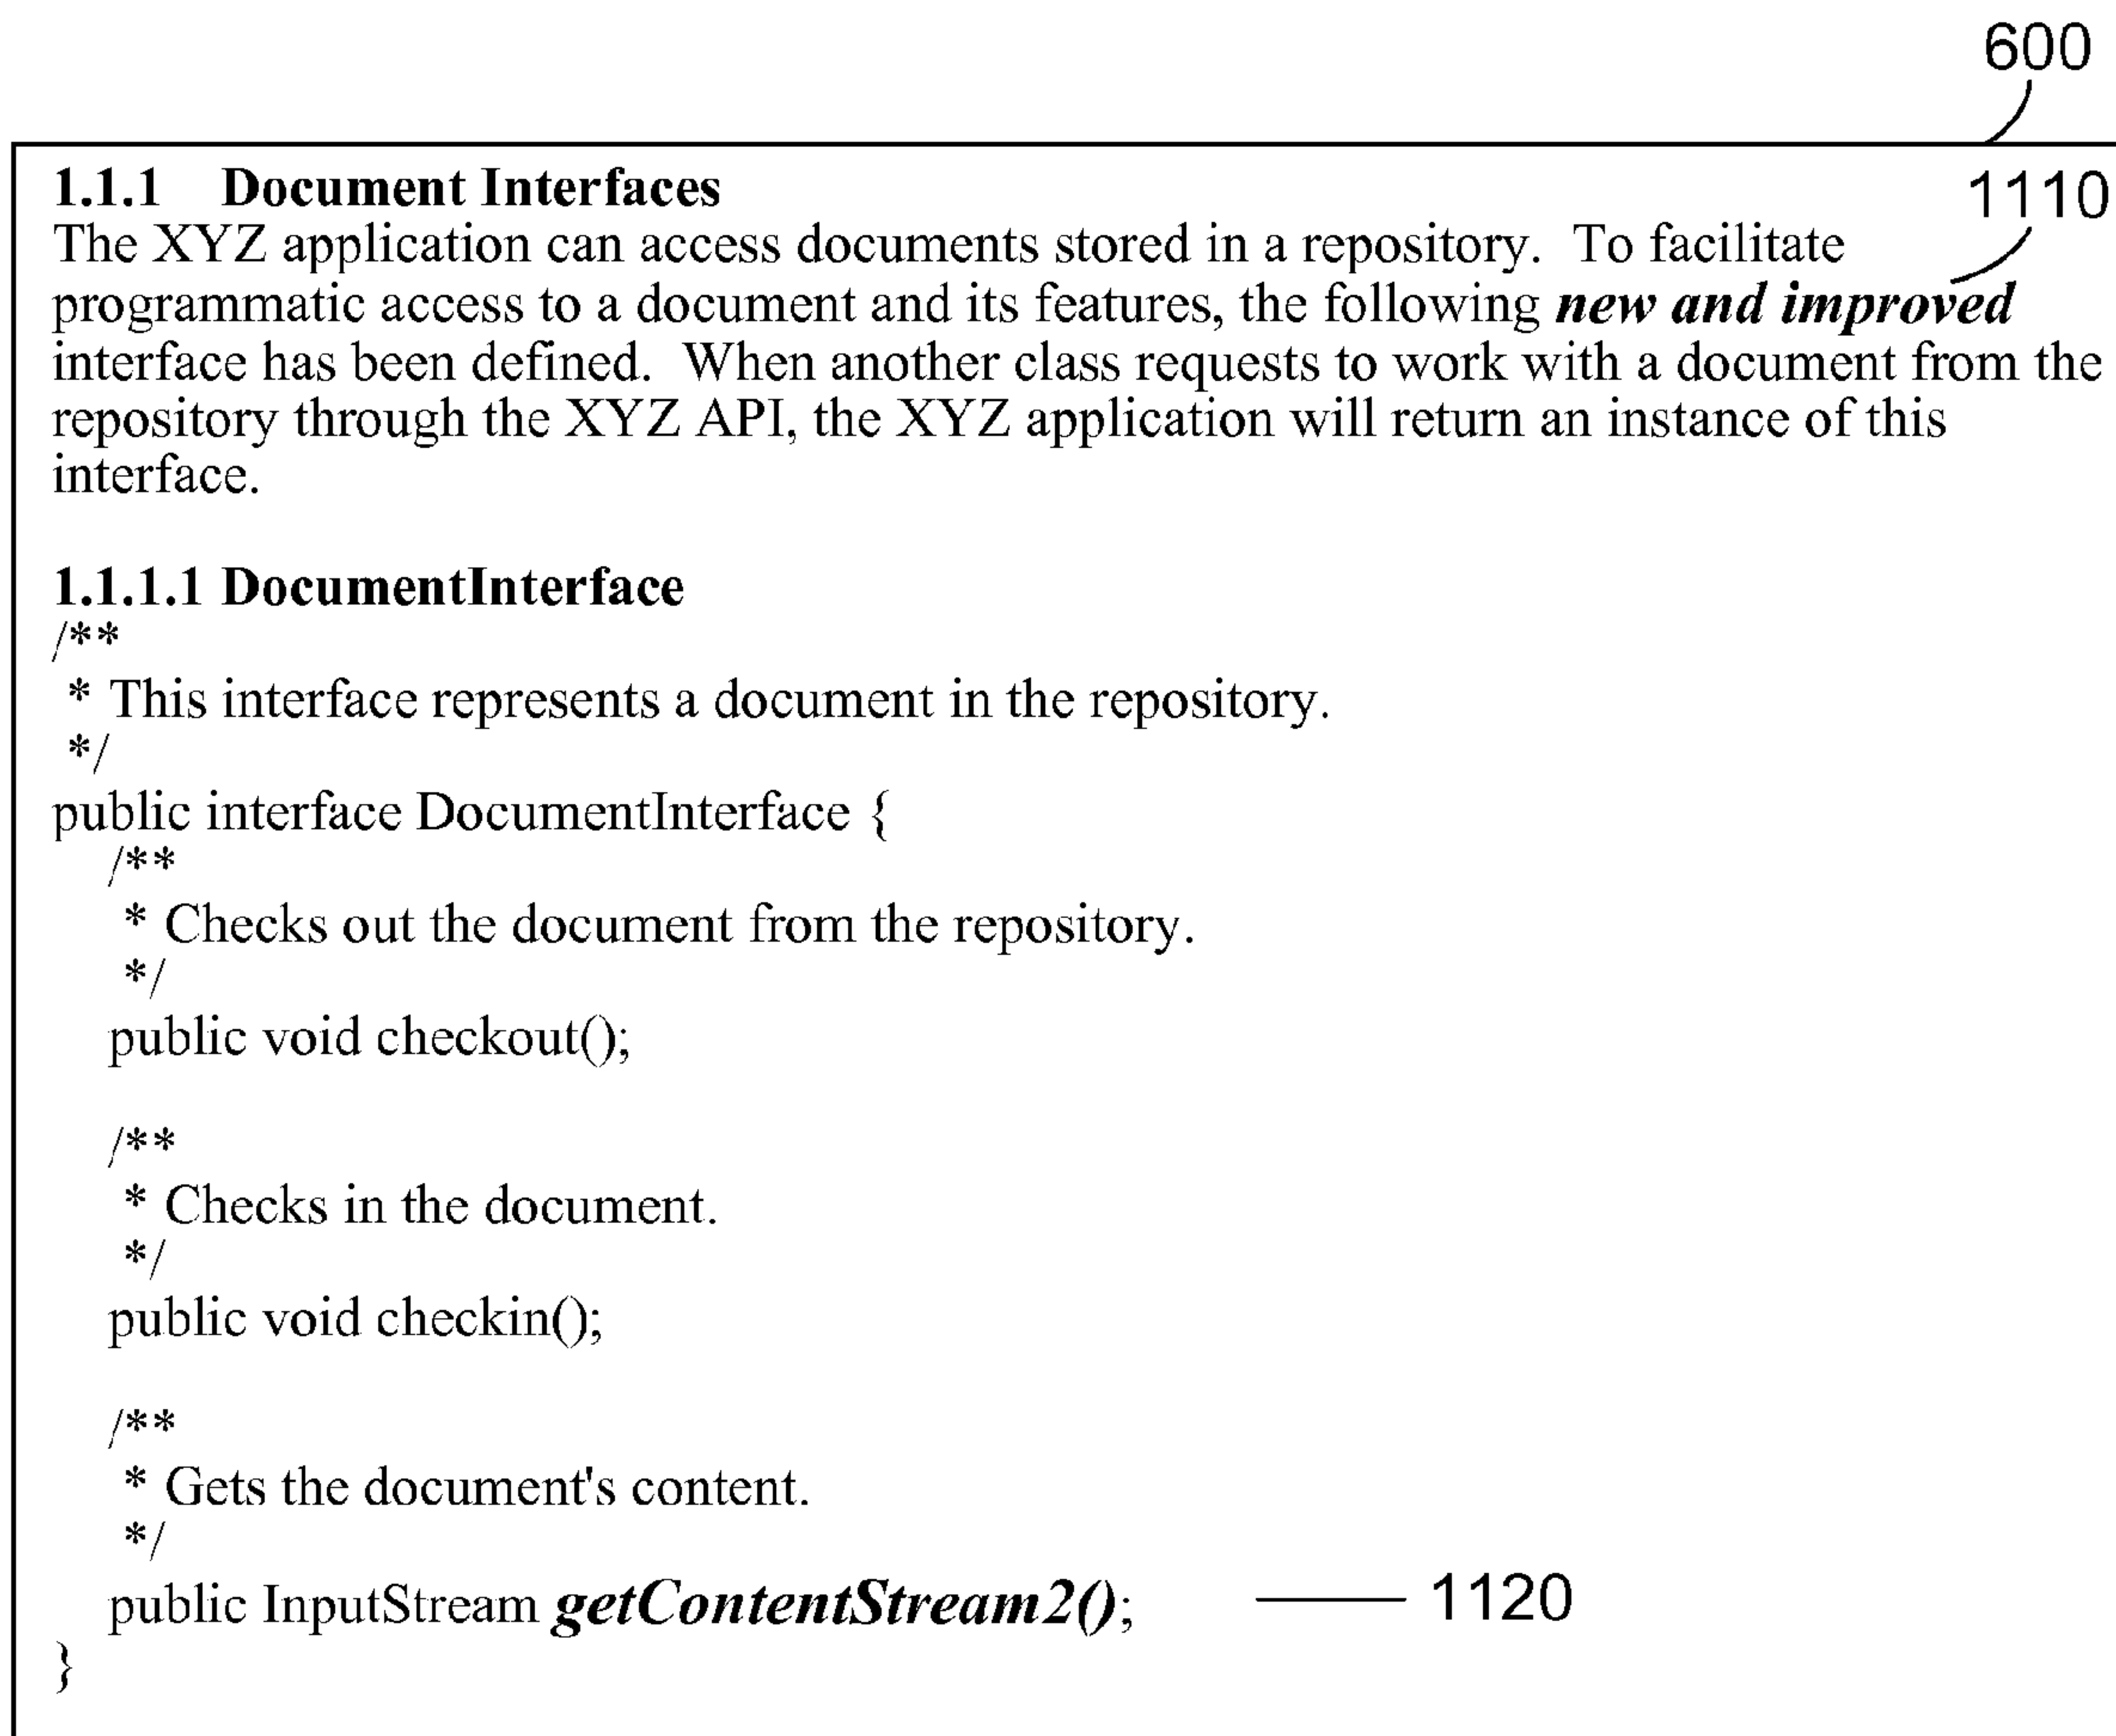 600
1.1.1 Document Interfaces
1110
The XYZ application can access documents stored in a repository. To facilitate
programmatic access to a document and its features, the following new and improved
interface has been defined. When another class requests to work with a document from the
repository through the XYZ API, the XYZ application will return an instance of this
interface.
1.1.1.1 DocumentInterface
/**
* This interface represents a document in the repository.
*/
public interface DocumentInterface {
/**
* Checks out the document from the repository.
*/
public void checkout();
/**
* Checks in the document.
*/
public void checkin();
/**
* Gets the document's content.
*/
public InputStream getContentStream2();
1120
}